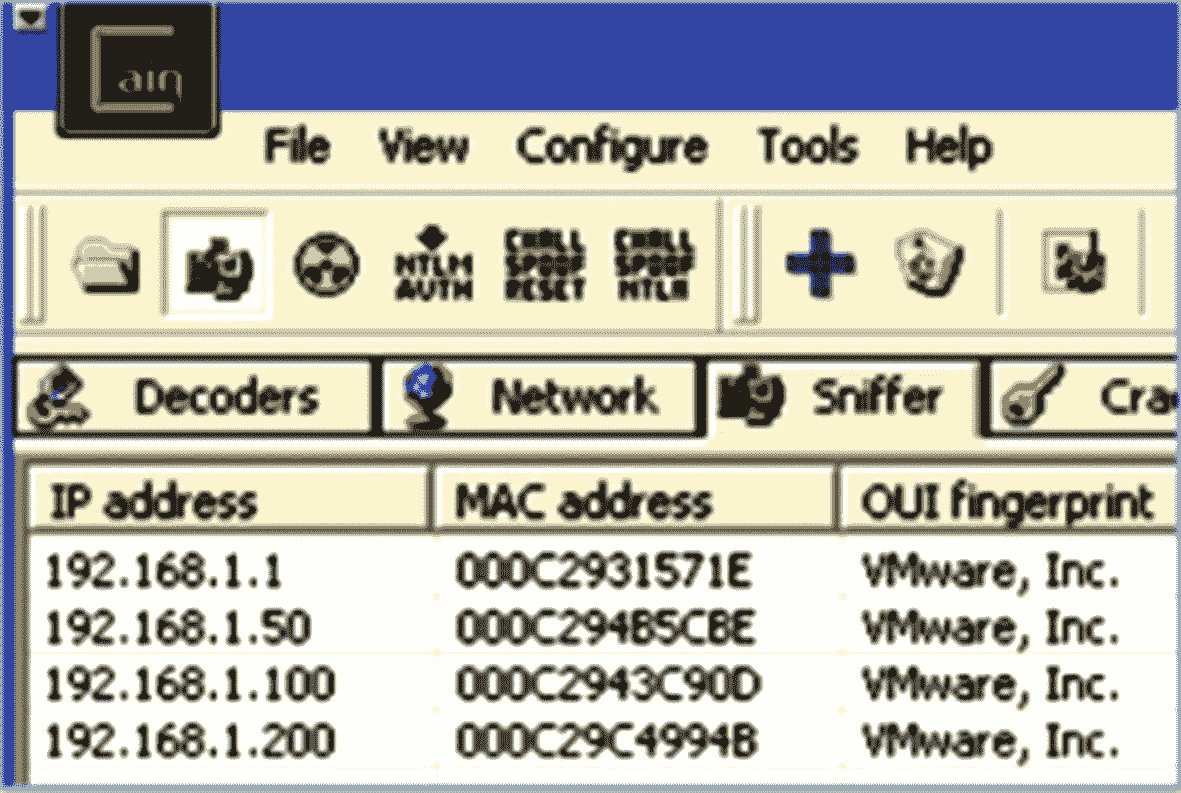 Cain
File View Configure Tools Help
NTLM AUTH CHALL SPOOF RESET CHALL SPOOF NTLM
Decoders Network Sniffer Cra
IP address MAC address OUI fingerprint
192.168.1.1 000C2931571E VMware, Inc.
192.168.1.50 000C294B5CBE VMware, Inc.
192.168.1.100 000C2943C90D VMware, Inc.
192.168.1.200 000C29C4994B VMware, Inc.